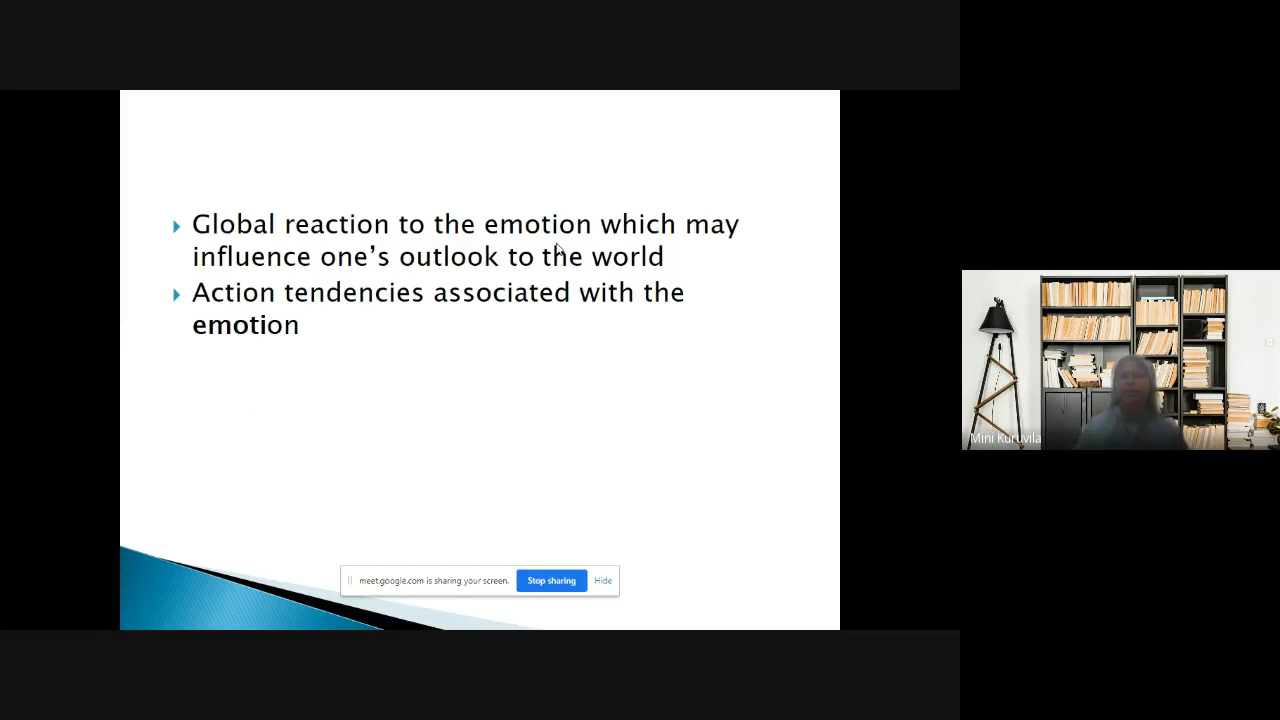 Global reaction to the emotion which may
influence one’s outlook to the world
Action tendencies associated with the
emotion
meet.google.com is sharing your screen.
Stop sharing
Hide
Mini Kuruvila